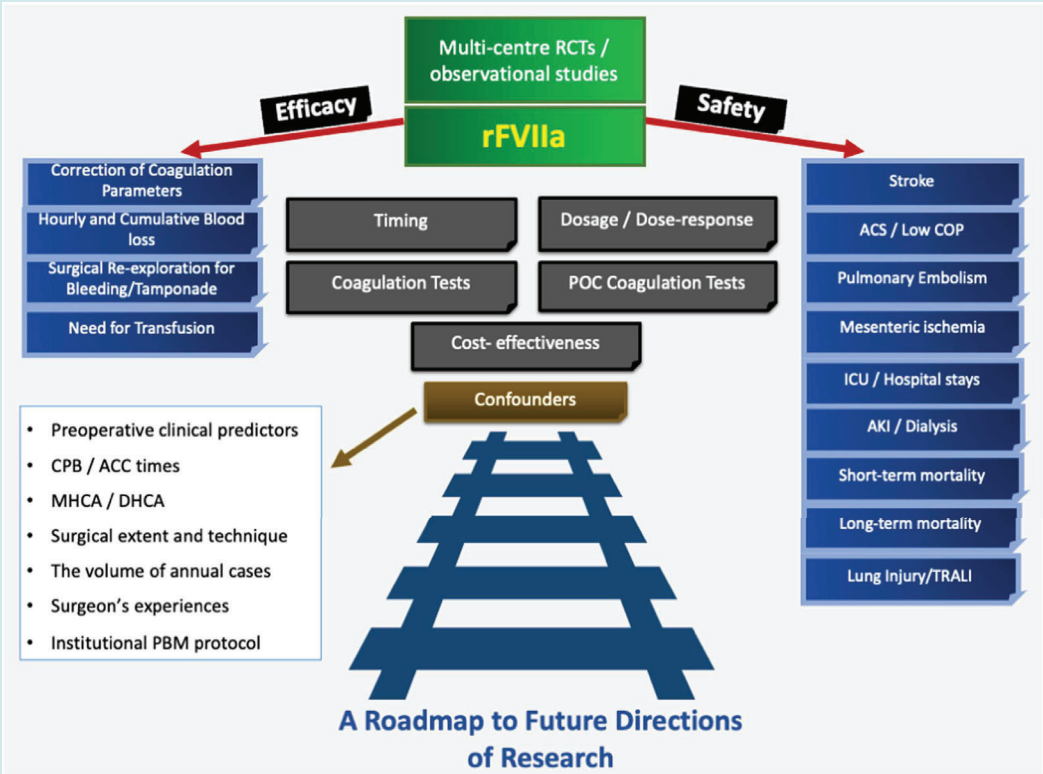 Multi-centre RCTs /
observational studies
Efficacy
Safety
rFVIIa
Correction of Coagulation
Parameters
Hourly and Cumulative Blood
loss
Surgical Re-exploration for
Bleeding/Tamponade
Need for Transfusion
Timing
Dosage / Dose-response
Coagulation Tests
POC Coagulation Tests
Cost- effectiveness
Confounders
Stroke
ACS / Low COP
Pulmonary Embolism
Mesenteric ischemia
ICU / Hospital stays
AKI / Dialysis
Short-term mortality
Long-term mortality
Lung Injury/TRALI
• Preoperative clinical predictors
• CPB / ACC times
• MHCA / DHCA
• Surgical extent and technique
• The volume of annual cases
• Surgeon's experiences
• Institutional PBM protocol
A Roadmap to Future Directions
of Research